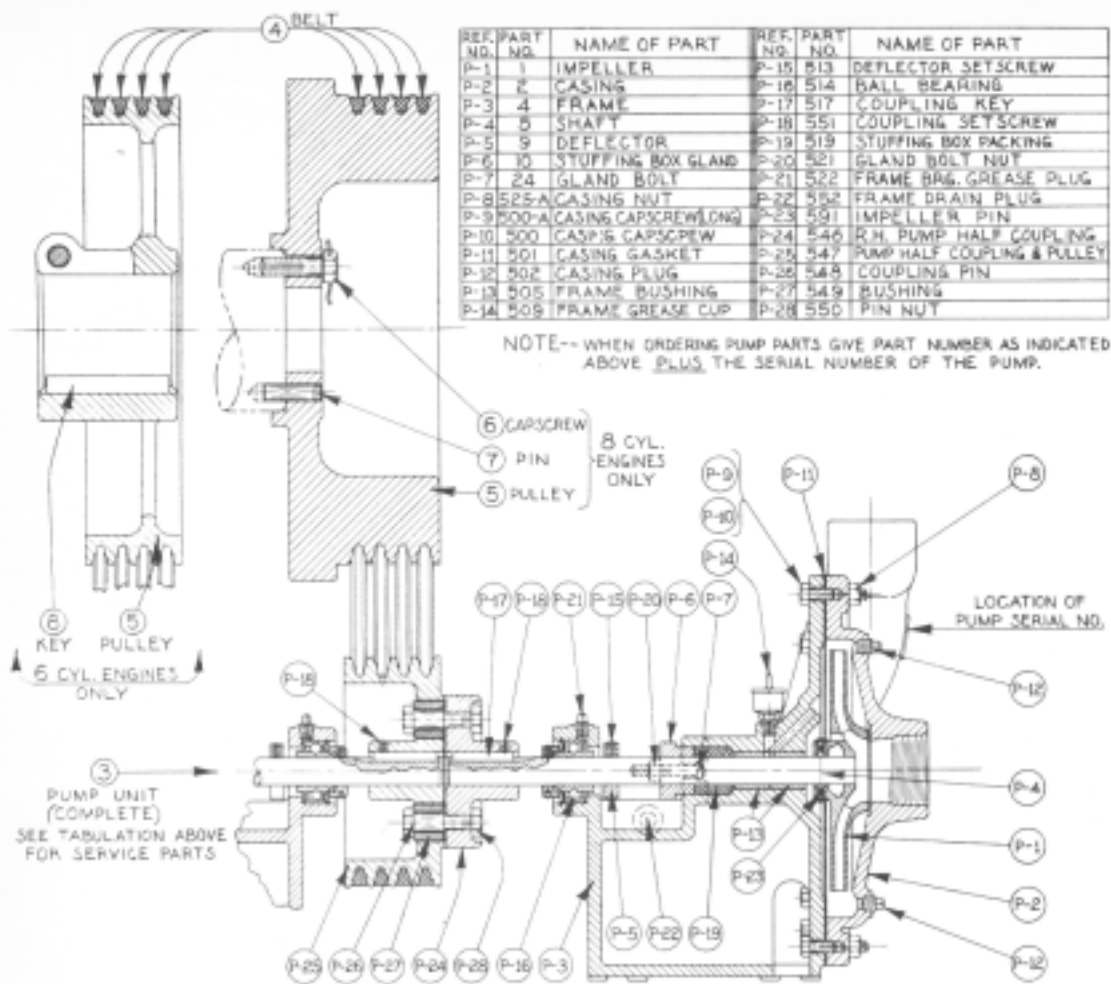 ④ BELT
REF. NO. PART NO. NAME OF PART REF. NO. PART NO. NAME OF PART
P-1 1 IMPELLER P-15 513 DEFLECTOR SETSCREW
P-2 2 CASING P-16 514 BALL BEARING
P-3 4 FRAME P-17 517 COUPLING KEY
P-4 8 SHAFT P-18 551 COUPLING SETSCREW
P-5 9 DEFLECTOR P-19 519 STUFFING BOX PACKING
P-6 10 STUFFING BOX GLAND P-20 521 GLAND BOLT NUT
P-7 24 GLAND BOLT P-21 522 FRAME BRG. GREASE PLUG
P-8 525-A CASING NUT P-22 552 FRAME DRAIN PLUG
P-9 500-A CASING CAPSCREW (LONG) P-23 591 IMPELLER PIN
P-10 500 CASING CAPSCREW P-24 546 R.H. PUMP HALF COUPLING
P-11 501 CASING GASKET P-25 547 PUMP HALF COUPLING & PULLEY
P-12 502 CASING PLUG P-26 548 COUPLING PIN
P-13 505 FRAME BUSHING P-27 549 BUSHING
P-14 509 FRAME GREASE CUP P-28 550 PIN NUT
NOTE-- WHEN ORDERING PUMP PARTS GIVE PART NUMBER AS INDICATED
ABOVE PLUS THE SERIAL NUMBER OF THE PUMP.
⑥ CAPSCREW
⑦ PIN
⑤ PULLEY
8 CYL.
ENGINES
ONLY
P-9
P-10
P-11
P-8
P-14
⑧ KEY
⑤ PULLEY
6 CYL. ENGINES
ONLY
P-17 P-18 P-21 P-15 P-20 P-6 P-7
LOCATION OF
PUMP SERIAL NO.
P-18
P-12
③
PUMP UNIT
(COMPLETE)
SEE TABULATION ABOVE
FOR SERVICE PARTS
P-4
P-13
P-1
P-23
P-2
P-5 P-22 P-19
P-25 P-26 P-27 P-24 P-28 P-16 P-3
P-12